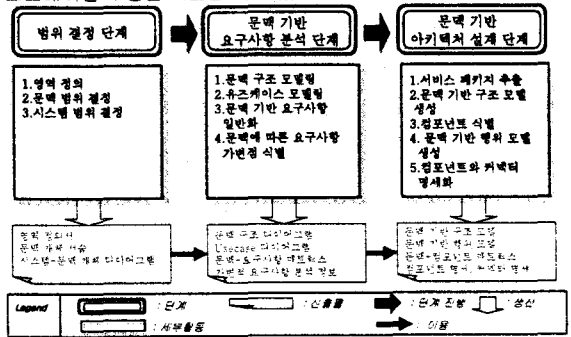 범위 결정 단계
문맥 기반
요구사항 분석 단계
문맥 기반
아키텍처 설계 단계
1.영역 정의
2.문맥 범위 결정
3.시스템 범위 결정
1.문맥 구조 모델링
2.유즈케이스 모델링
3.문맥 기반 요구사항
일반화
4.문맥에 따른 요구사항
가변점 식별
1.서비스 패키지 추출
2.문맥 기반 구조 모델
생성
3.컴포넌트 식별
4. 문맥 기반 행위 모델
생성
5.컴포넌트와 커넥터
명세화
영역 정의서
문맥 개략 기술
시스템-문맥 개략 다이어그램
문맥 구조 다이어그램
Usecase 다이어그램
문맥-요구사항 매트릭스
가변적 요구사항 분석 정보
문맥 기반 구조 모델
문맥 기반 행위 모델
문맥-컴포넌트 매트릭스
컴포넌트 명세, 커넥터 명세
Legend
: 단계
: 산출물
: 단계 진행
: 생산
: 세부활동
: 이용